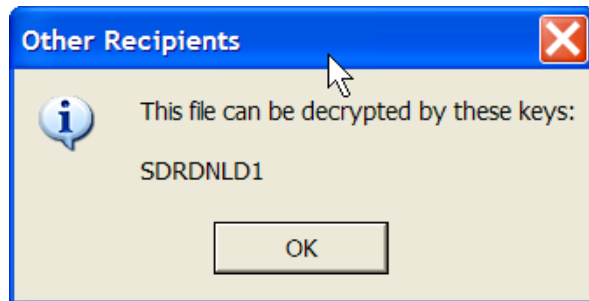 Other Recipients
This file can be decrypted by these keys:
SDRDNLD1
OK